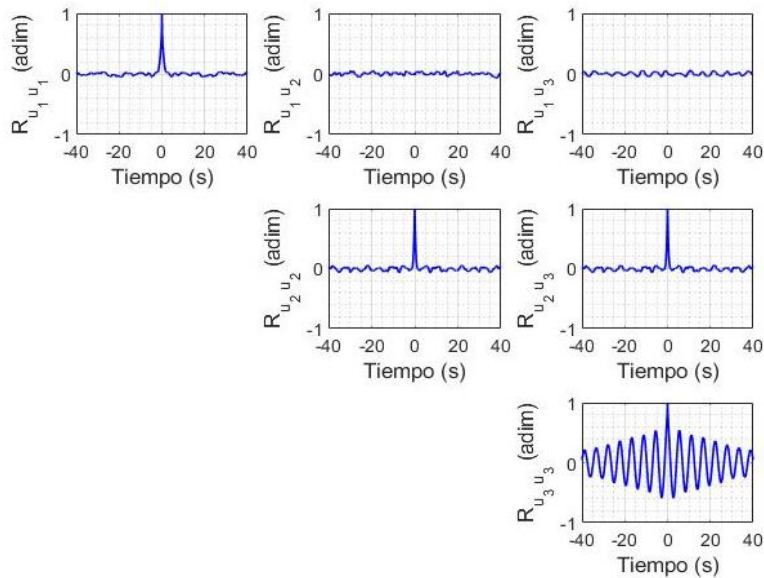 R u1 u1 (adim)
1
0
-1
-40 -20 0 20 40
Tiempo (s)
R u1 u2 (adim)
1
0
-1
-40 -20 0 20 40
Tiempo (s)
R u1 u3 (adim)
1
0
-1
-40 -20 0 20 40
Tiempo (s)
R u2 u2 (adim)
1
0
-1
-40 -20 0 20 40
Tiempo (s)
R u2 u3 (adim)
1
0
-1
-40 -20 0 20 40
Tiempo (s)
R u3 u3 (adim)
1
0
-1
-40 -20 0 20 40
Tiempo (s)